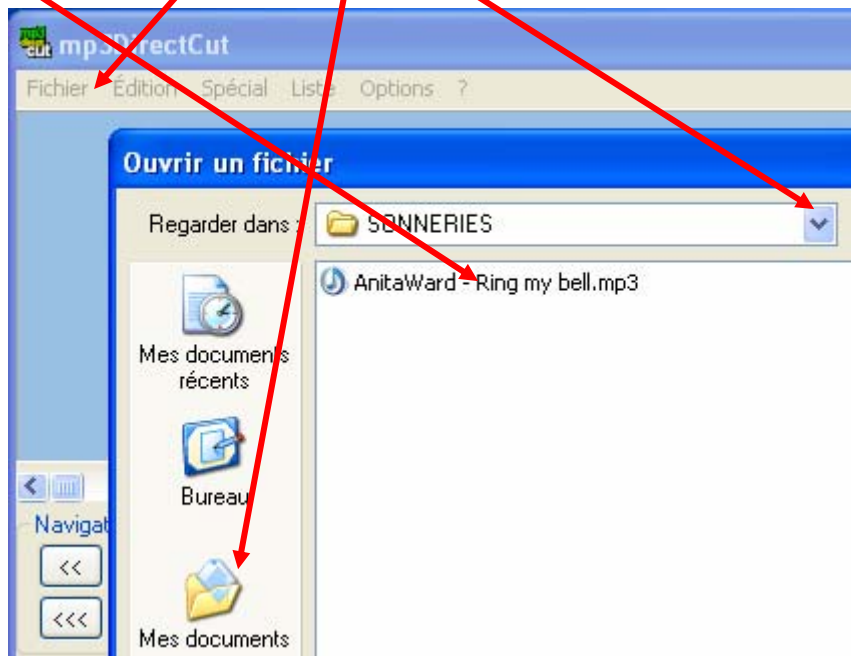 mp3DirectCut
Fichier Édition Spécial Liste Options ?
Ouvrir un fichier
Regarder dans : SONNERIES
AnitaWard - Ring my bell.mp3
Mes documents
récents
Bureau
Navigat
<<
<<<
Mes documents